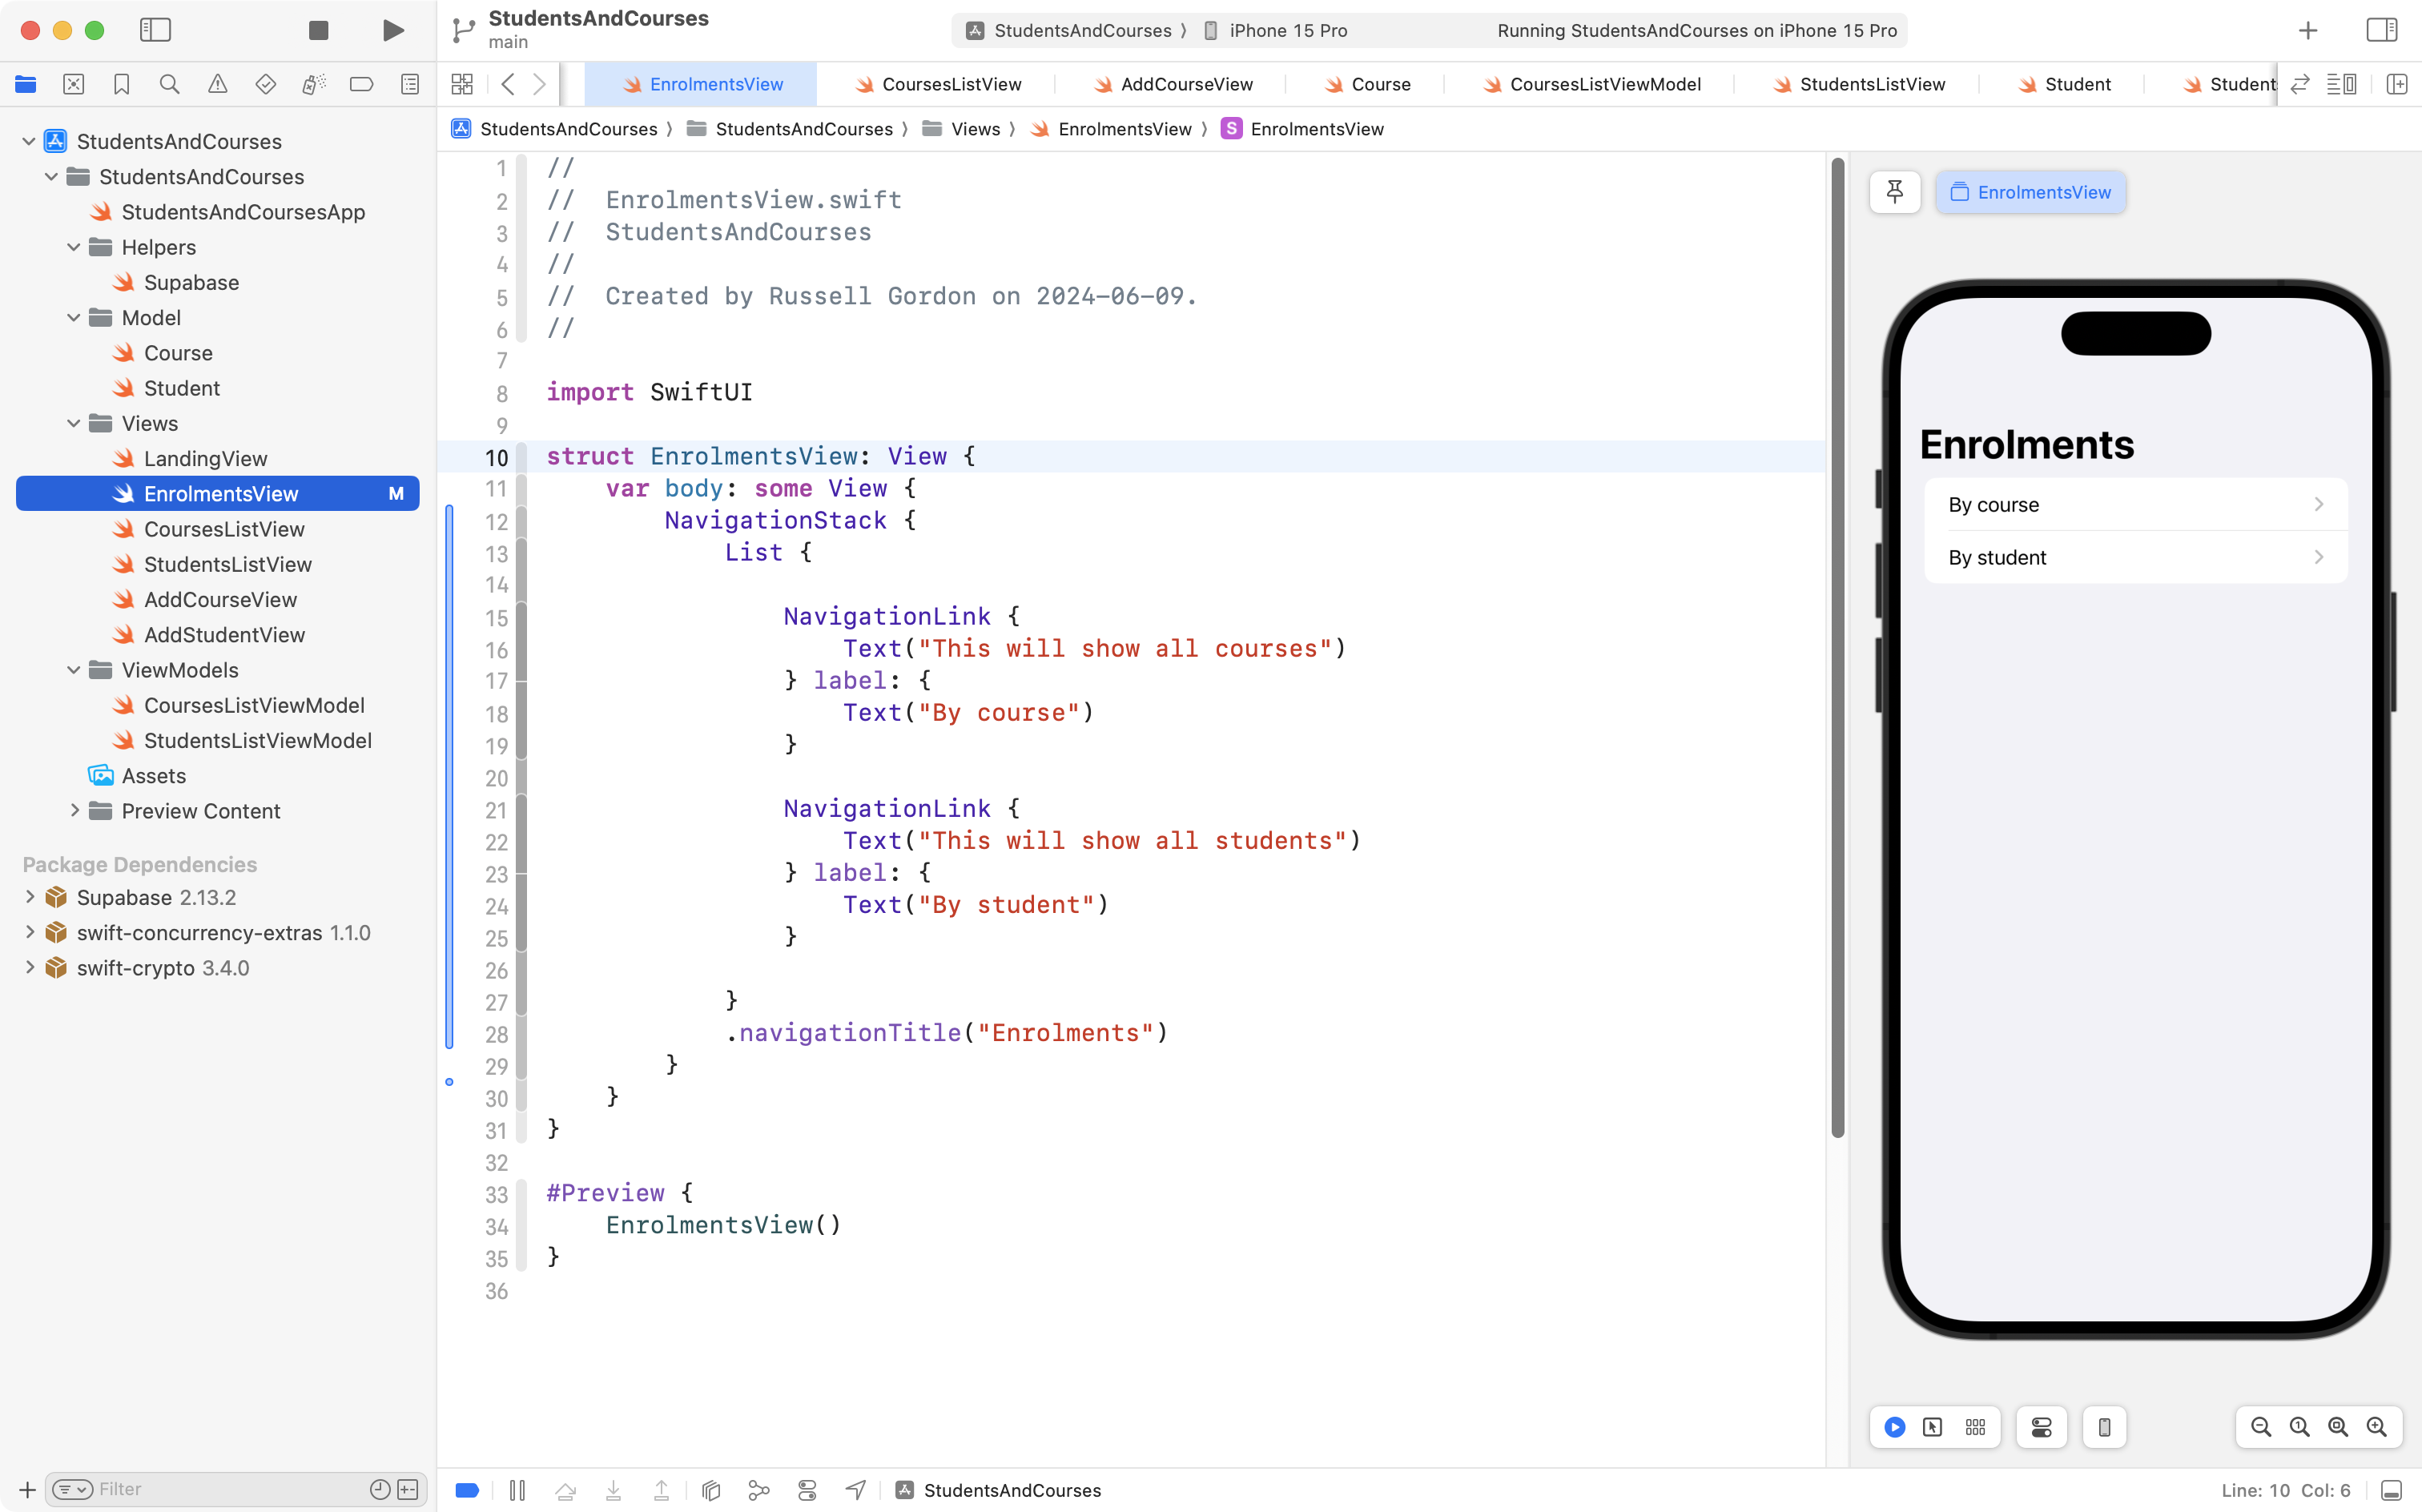 StudentsAndCourses
main
StudentsAndCourses
iPhone 15 Pro
Running StudentsAndCourses on iPhone 15 Pro
EnrolmentsView
CoursesListView
AddCourseView
Course
CoursesListViewModel
StudentsListView
Student
Student
StudentsAndCourses
StudentsAndCourses
Views
EnrolmentsView
S EnrolmentsView
StudentsAndCourses
StudentsAndCourses
StudentsAndCoursesApp
Helpers
Supabase
Model
Course
Student
Views
LandingView
EnrolmentsView M
CoursesListView
StudentsListView
AddCourseView
AddStudentView
ViewModels
CoursesListViewModel
StudentsListViewModel
Assets
Preview Content
Package Dependencies
Supabase 2.13.2
swift-concurrency-extras 1.1.0
swift-crypto 3.4.0
Filter
1 //
2 //  EnrolmentsView.swift
3 //  StudentsAndCourses
4 //
5 //  Created by Russell Gordon on 2024-06-09.
6 //
7
8 import SwiftUI
9
10 struct EnrolmentsView: View {
11     var body: some View {
12         NavigationStack {
13             List {
14
15                 NavigationLink {
16                     Text("This will show all courses")
17                 } label: {
18                     Text("By course")
19                 }
20
21                 NavigationLink {
22                     Text("This will show all students")
23                 } label: {
24                     Text("By student")
25                 }
26
27             }
28             .navigationTitle("Enrolments")
29         }
30     }
31 }
32
33 #Preview {
34     EnrolmentsView()
35 }
36
EnrolmentsView
Enrolments
By course
By student
StudentsAndCourses
Line: 10 Col: 6